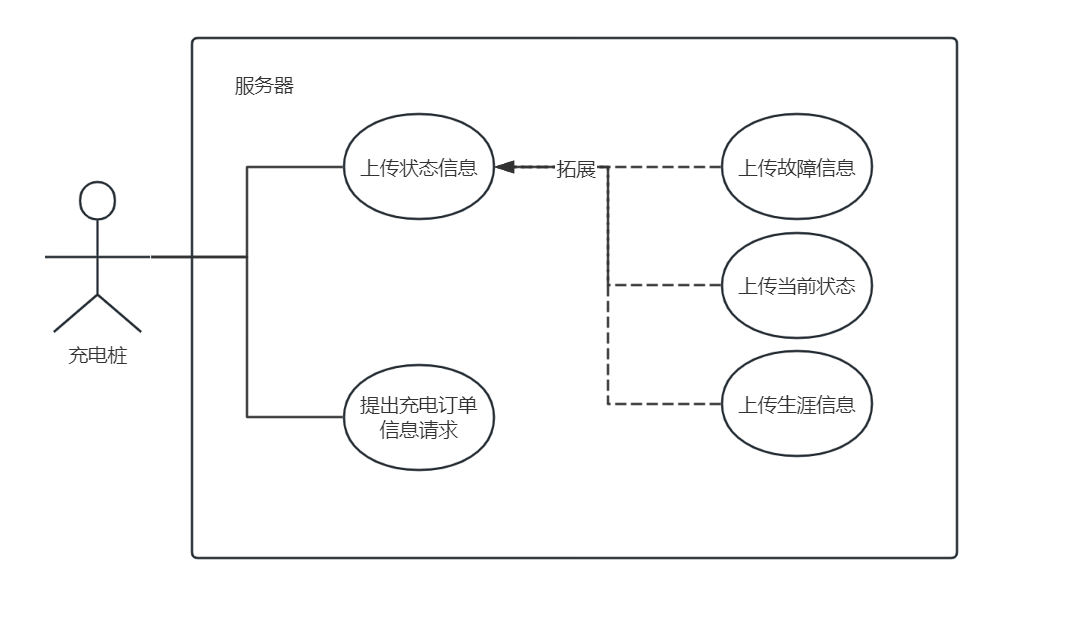 服务器
上传状态信息
拓展
上传故障信息
上传当前状态
充电桩
提出充电订单
信息请求
上传生涯信息